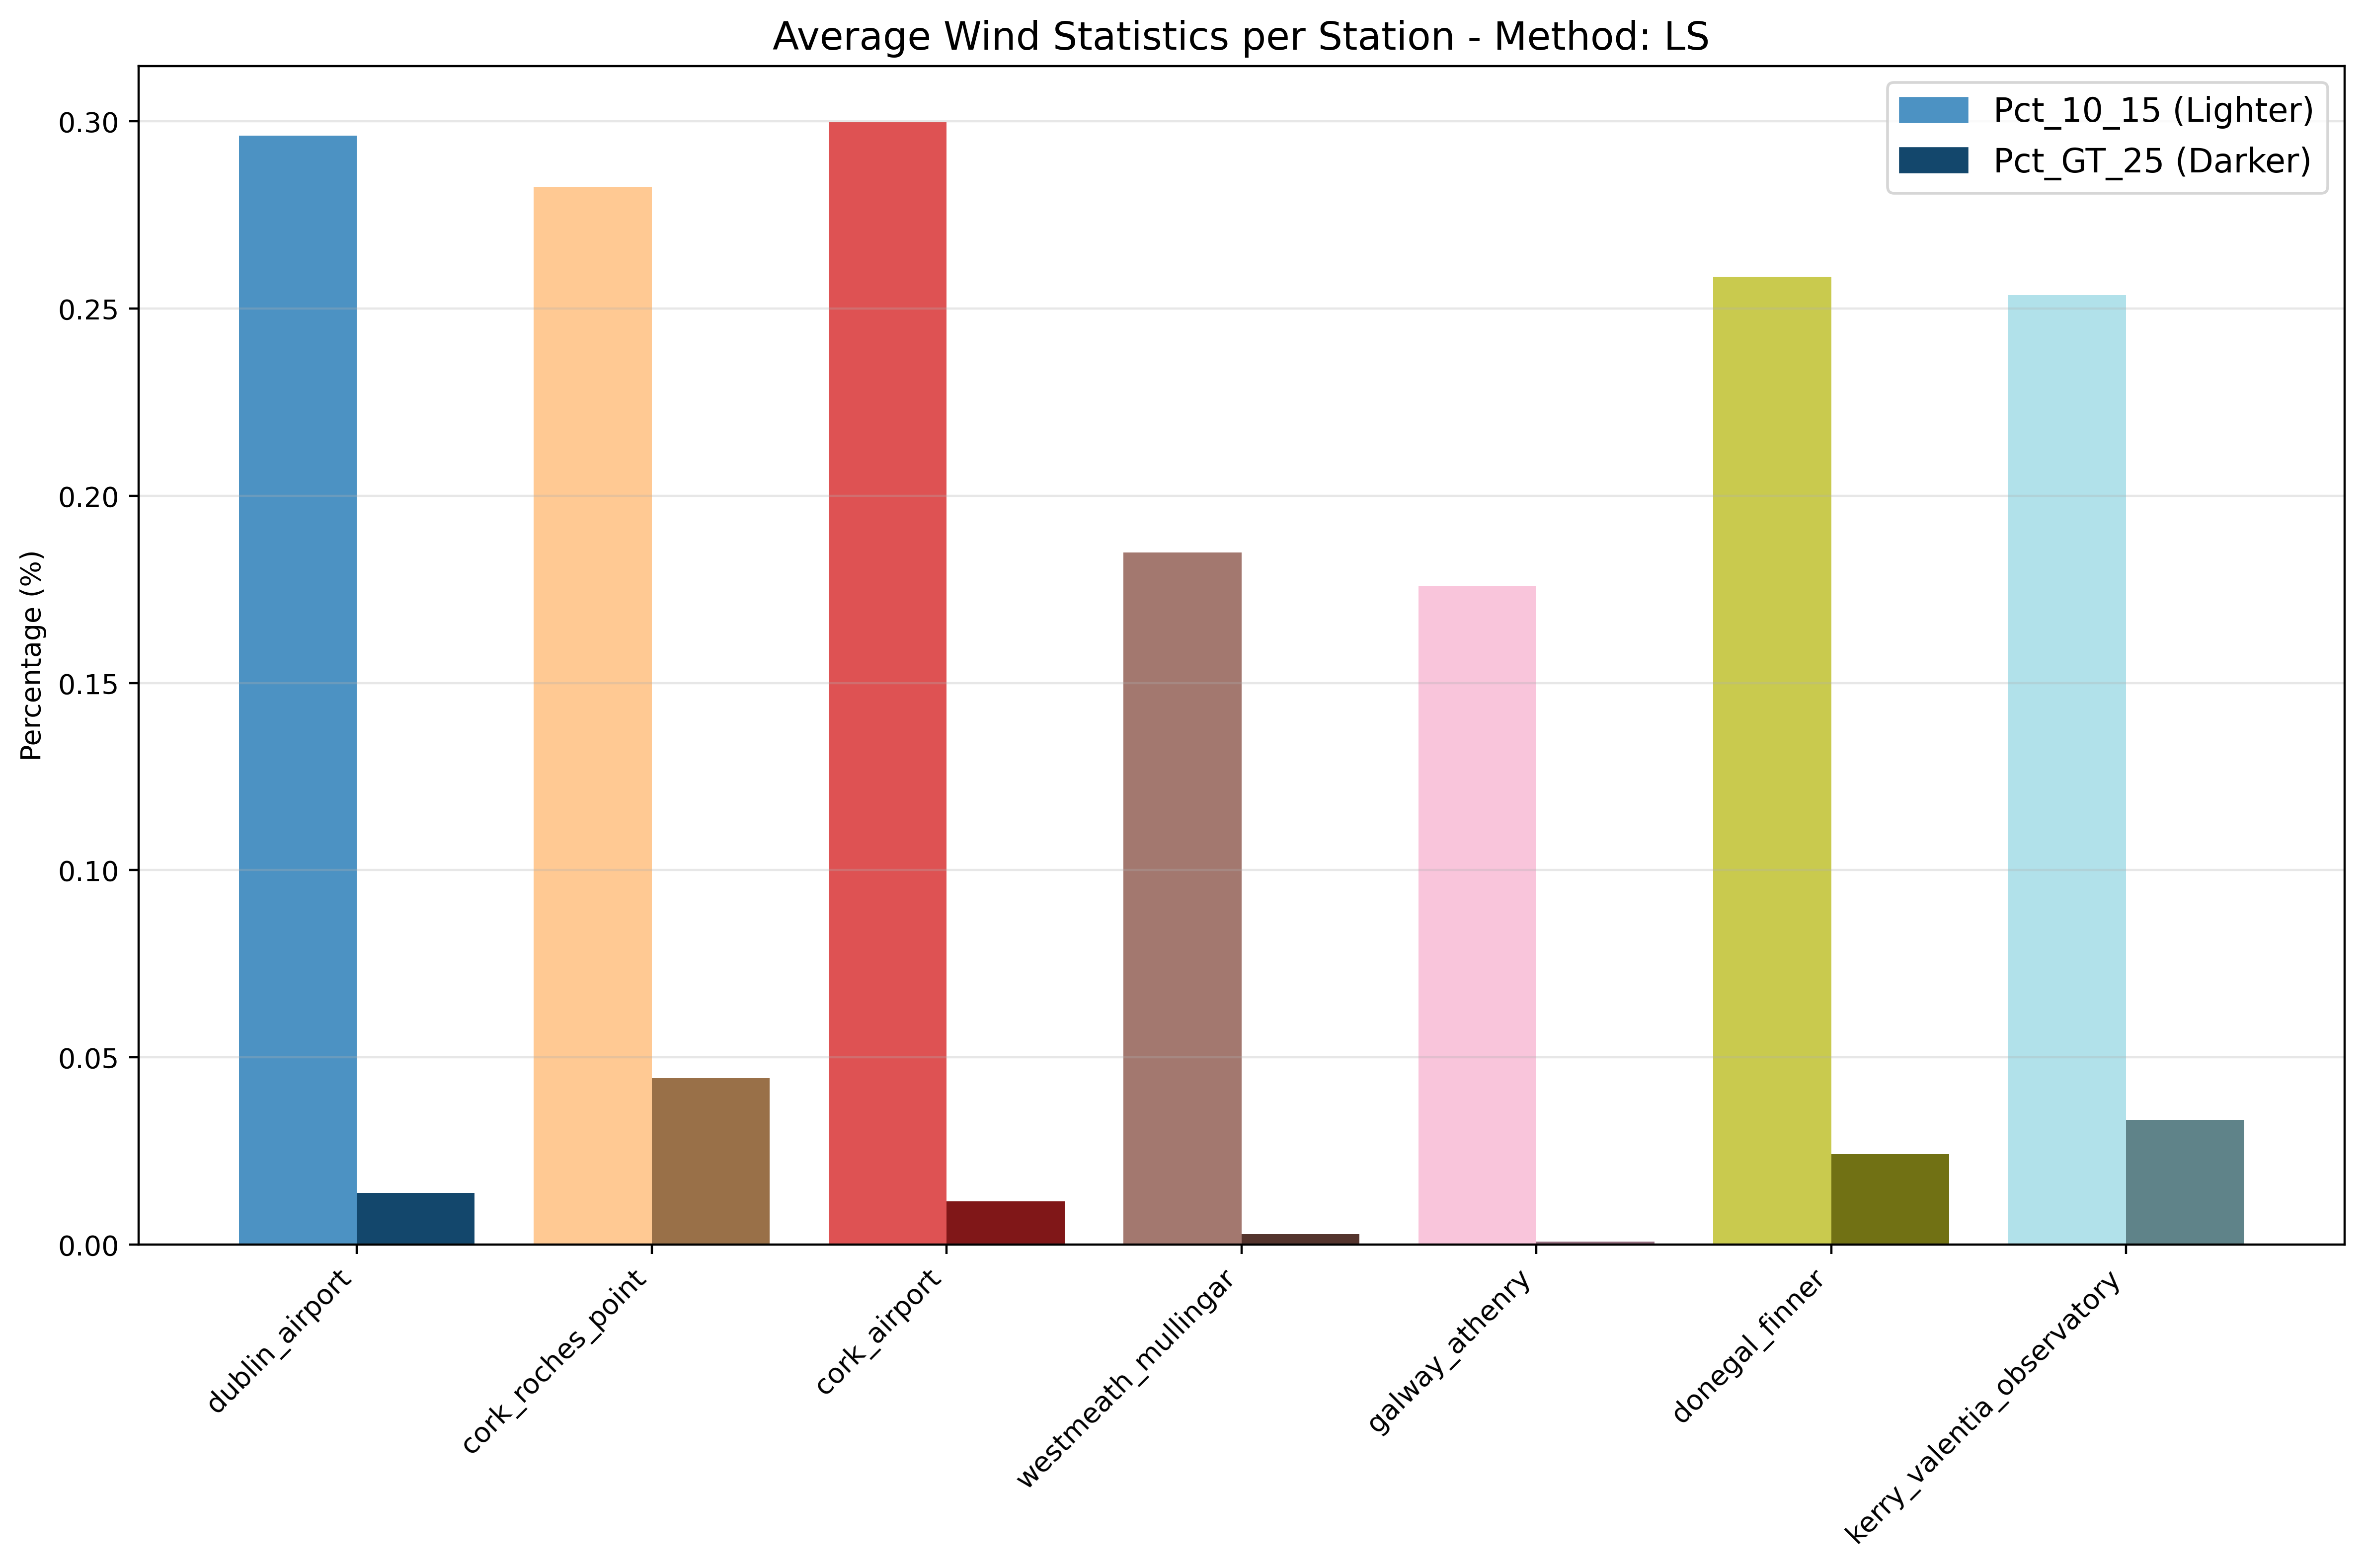 Average Wind Statistics per Station - Method: LS
Pct_10_15 (Lighter)
Pct_GT_25 (Darker)
Percentage (%)
0.30
0.25
0.20
0.15
0.10
0.05
0.00
dublin_airport
cork_roches_point
cork_airport
westmeath_mullingar
galway_athenry
donegal_finner
kerry_valentia_observatory